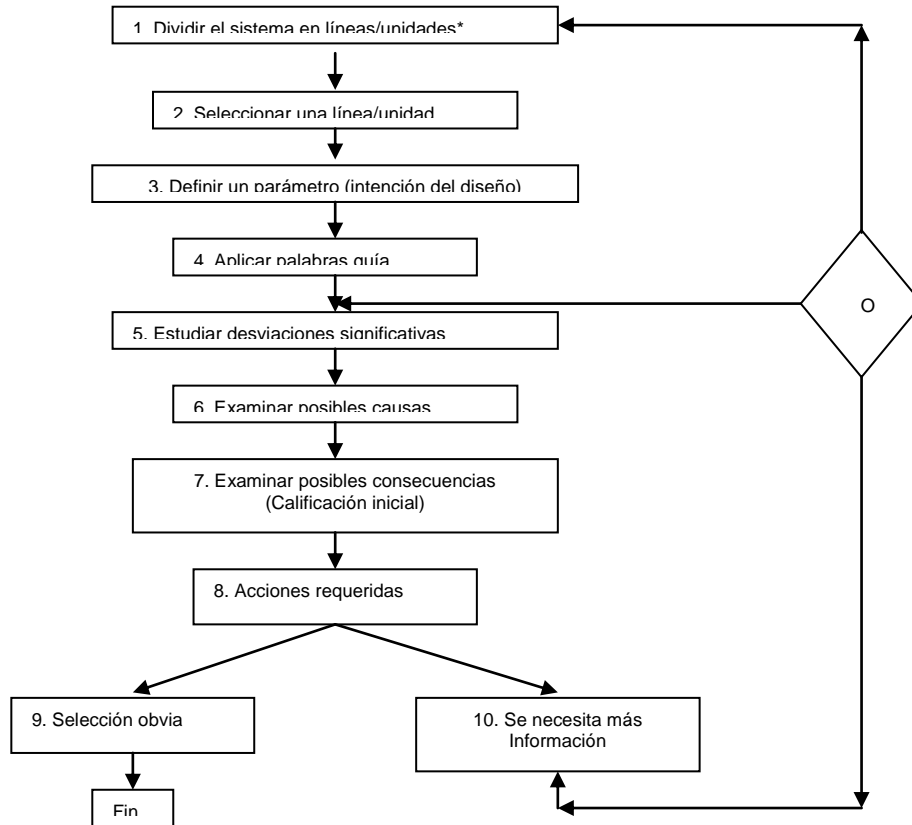 1. Dividir el sistema en líneas/unidades*
2. Seleccionar una línea/unidad
3. Definir un parámetro (intención del diseño)
4. Aplicar palabras guía
O
5. Estudiar desviaciones significativas
6. Examinar posibles causas
7. Examinar posibles consecuencias
(Calificación inicial)
8. Acciones requeridas
9. Selección obvia
10. Se necesita más
Información
Fin